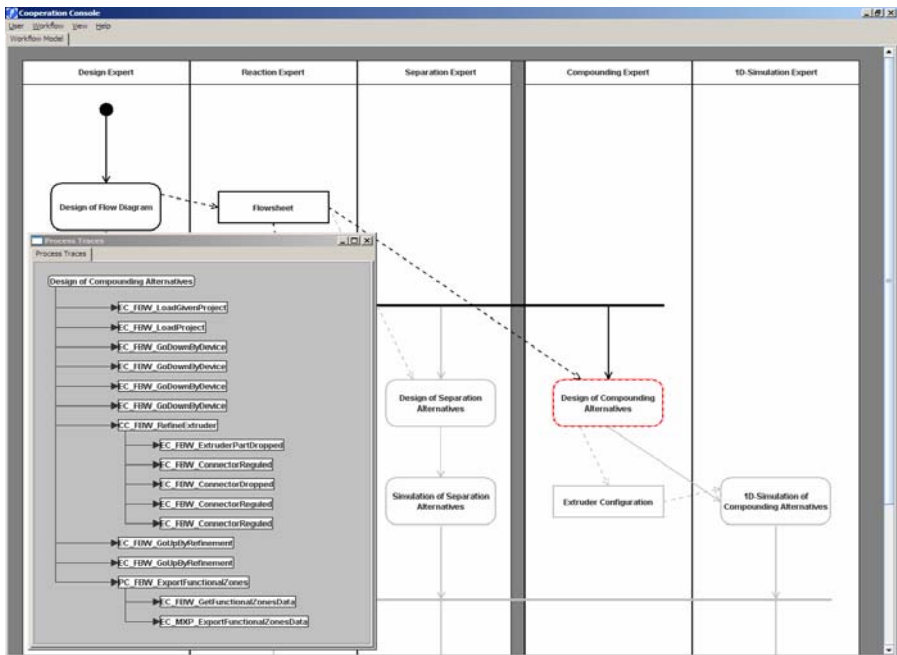 Cooperation Console
User Workflow View Help
Workflow Model
Design Expert
Reaction Expert
Separation Expert
Compounding Expert
1D-Simulation Expert
Design of Flow Diagram
Flowsheet
Process Traces
Process Traces
Design of Compounding Alternatives
EC_FBW_LoadGivenProject
EC_FBW_LoadProject
EC_FBW_GoDownByDevice
EC_FBW_GoDownByDevice
EC_FBW_GoDownByDevice
EC_FBW_GoDownByDevice
CC_FBW_RefineExtruder
EC_FBW_ExtruderPartDropped
EC_FBW_ConnectorReguled
EC_FBW_ConnectorDropped
EC_FBW_ConnectorReguled
EC_FBW_ConnectorReguled
EC_FBW_GoUpByRefinement
EC_FBW_GoUpByRefinement
PC_FBW_ExportFunctionalZones
EC_FBW_GetFunctionalZonesData
EC_MXP_ExportFunctionalZonesData
Design of Separation
Alternatives
Design of Compounding
Alternatives
Simulation of Separation
Alternatives
Extruder Configuration
1D-Simulation of
Compounding Alternatives